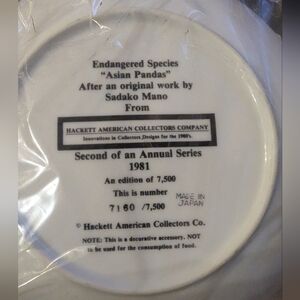 Endangered Species
"Asian Pandas"
After an original work by
Sadako Mano
From
HACKETT AMERICAN COLLECTORS COMPANY
Innovations in Collectors Designs for the 1980's.
Second of an Annual Series
1981
An edition of 7,500
This is number
7160 /7,500
MADE IN
JAPAN
© Hackett American Collectors Co.
NOTE: This is a decorative accessory. NOT
to be used for the consumption of food.